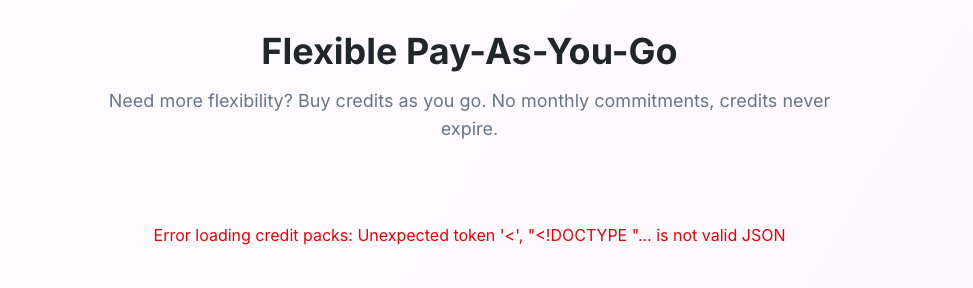 Flexible Pay-As-You-Go
Need more flexibility? Buy credits as you go. No monthly commitments, credits never
expire.
Error loading credit packs: Unexpected token '<', "<!DOCTYPE "... is not valid JSON